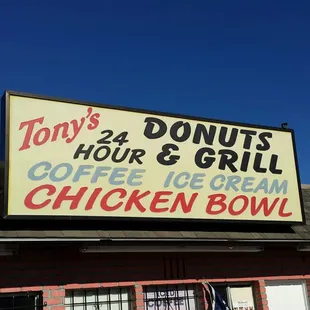 Tony's 24 HOUR DONUTS & GRILL
COFFEE ICE CREAM
CHICKEN BOWL